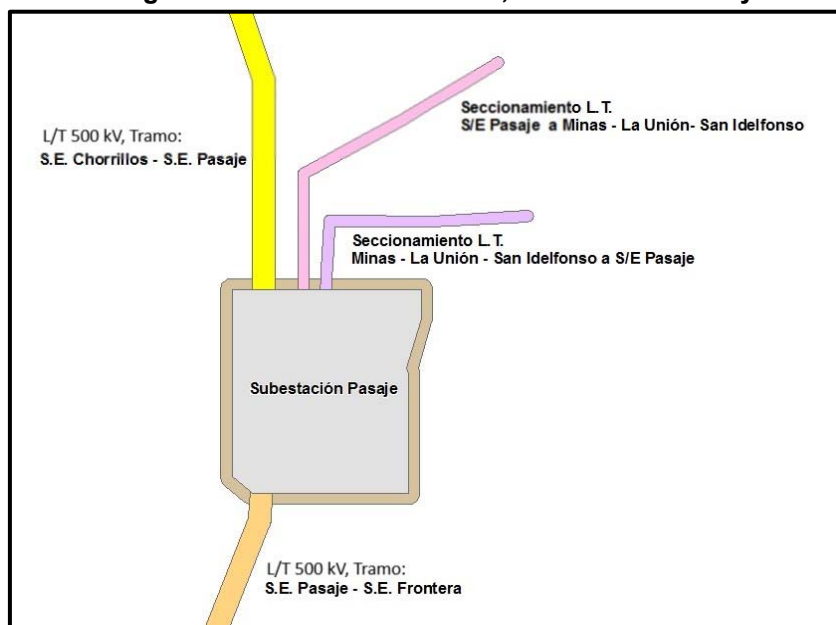 L/T 500 kV, Tramo:
S.E. Chorrillos - S.E. Pasaje
Seccionamiento L.T.
S/E Pasaje a Minas - La Unión- San Idelfonso
Seccionamiento L.T.
Minas - La Unión - San Idelfonso a S/E Pasaje
Subestación Pasaje
L/T 500 kV, Tramo:
S.E. Pasaje - S.E. Frontera